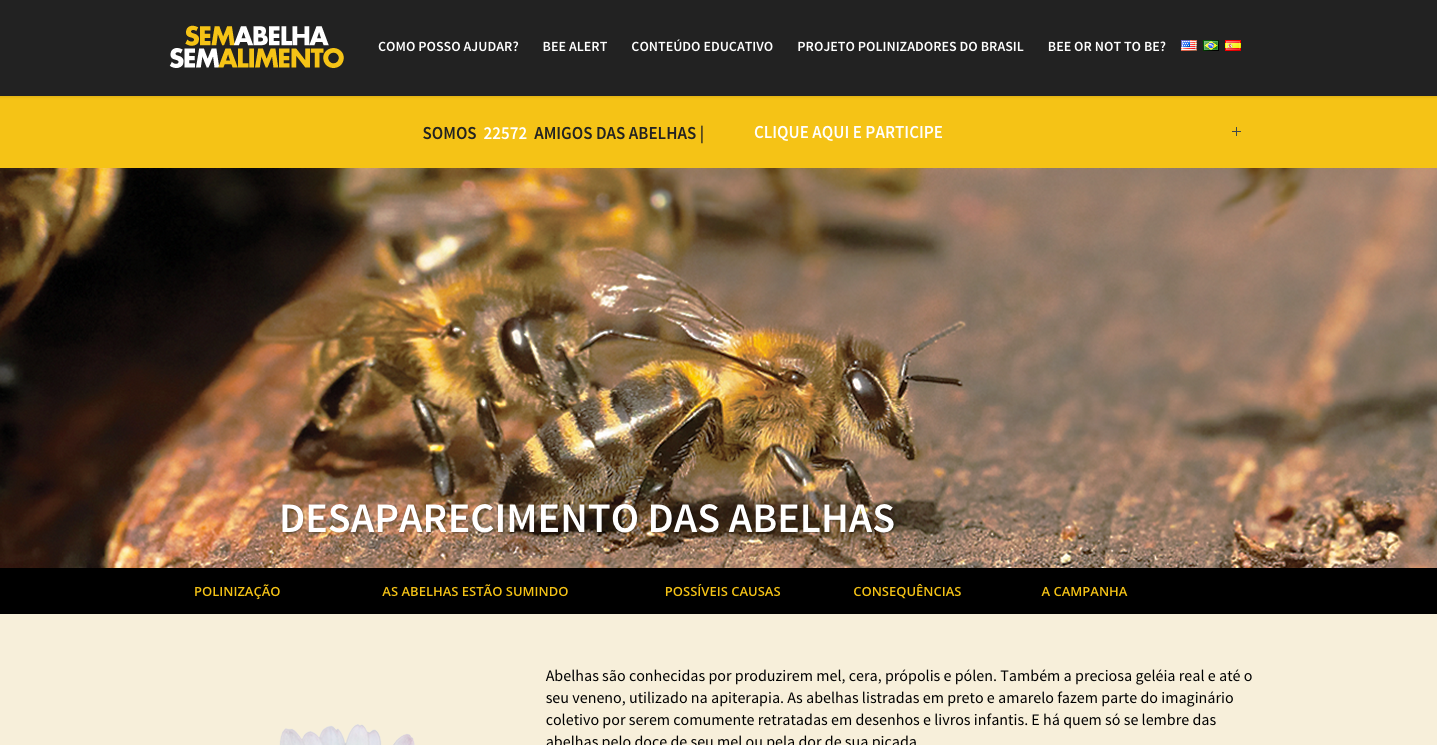 SEMABELHA
SEMALIMENTO
COMO POSSO AJUDAR?
BEE ALERT
CONTEÚDO EDUCATIVO
PROJETO POLINIZADORES DO BRASIL
BEE OR NOT TO BE?
SOMOS 22572 AMIGOS DAS ABELHAS |
CLIQUE AQUI E PARTICIPE
+
DESAPARECIMENTO DAS ABELHAS
POLINIZAÇÃO
AS ABELHAS ESTÃO SUMINDO
POSSÍVEIS CAUSAS
CONSEQUÊNCIAS
A CAMPANHA
Abelhas são conhecidas por produzirem mel, cera, própolis e pólen. Também a preciosa geléia real e até o
seu veneno, utilizado na apiterapia. As abelhas listradas em preto e amarelo fazem parte do imaginário
coletivo por serem comumente retratadas em desenhos e livros infantis. E há quem só se lembre das
abelhas pelo doce de seu mel ou pela dor de sua picada.